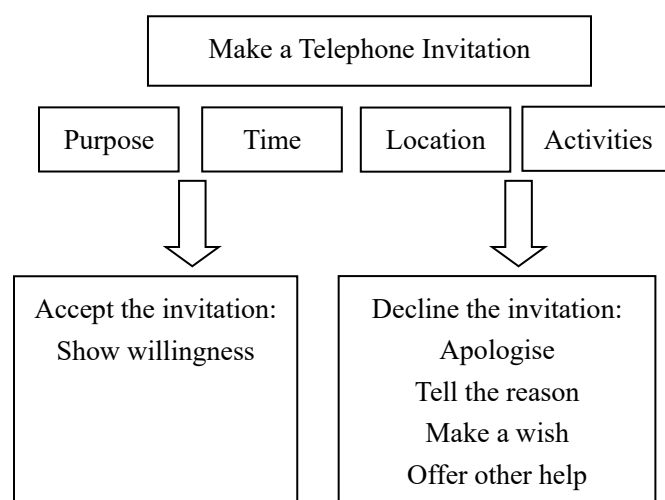 Make a Telephone Invitation
Purpose
Time
Location
Activities
Accept the invitation:
Show willingness
Decline the invitation:
Apologise
Tell the reason
Make a wish
Offer other help